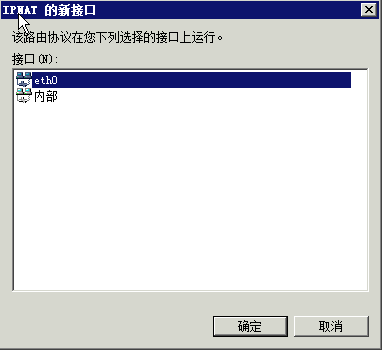 IPNAT 的新接口
该路由协议在您下列选择的接口上运行。
接口(N):
eth0
内部
确定
取消